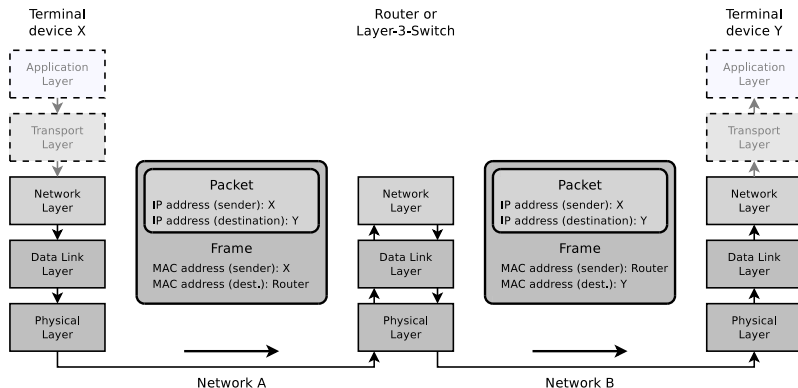 Terminal
device X
Router or
Layer-3-Switch
Terminal
device Y
Application
Layer
Application
Layer
Transport
Layer
Transport
Layer
Network
Layer
Packet
IP address (sender): X
IP address (destination): Y
Network
Layer
Packet
IP address (sender): X
IP address (destination): Y
Network
Layer
Data Link
Layer
Frame
MAC address (sender): X
MAC address (dest.): Router
Data Link
Layer
Frame
MAC address (sender): Router
MAC address (dest.): Y
Data Link
Layer
Physical
Layer
Physical
Layer
Physical
Layer
Network A
Network B